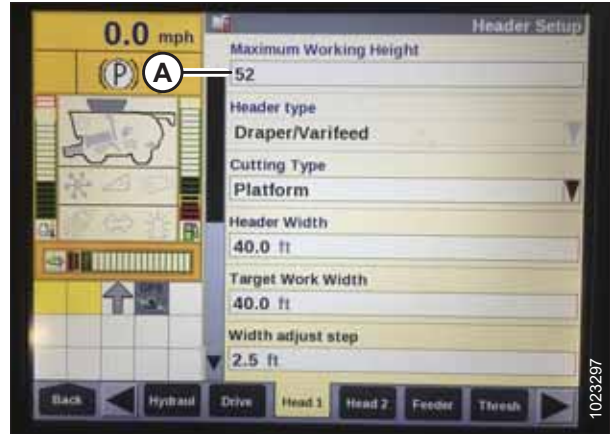 0.0 mph
(P)
A
Header Setup
Maximum Working Height
52
Header type
Draper/Varifeed
Cutting Type
Platform
Header Width
40.0 ft
Target Work Width
40.0 ft
Width adjust step
2.5 ft
Back
Hydraul
Drive
Head 1
Head 2
Feeder
Thresh
1023297